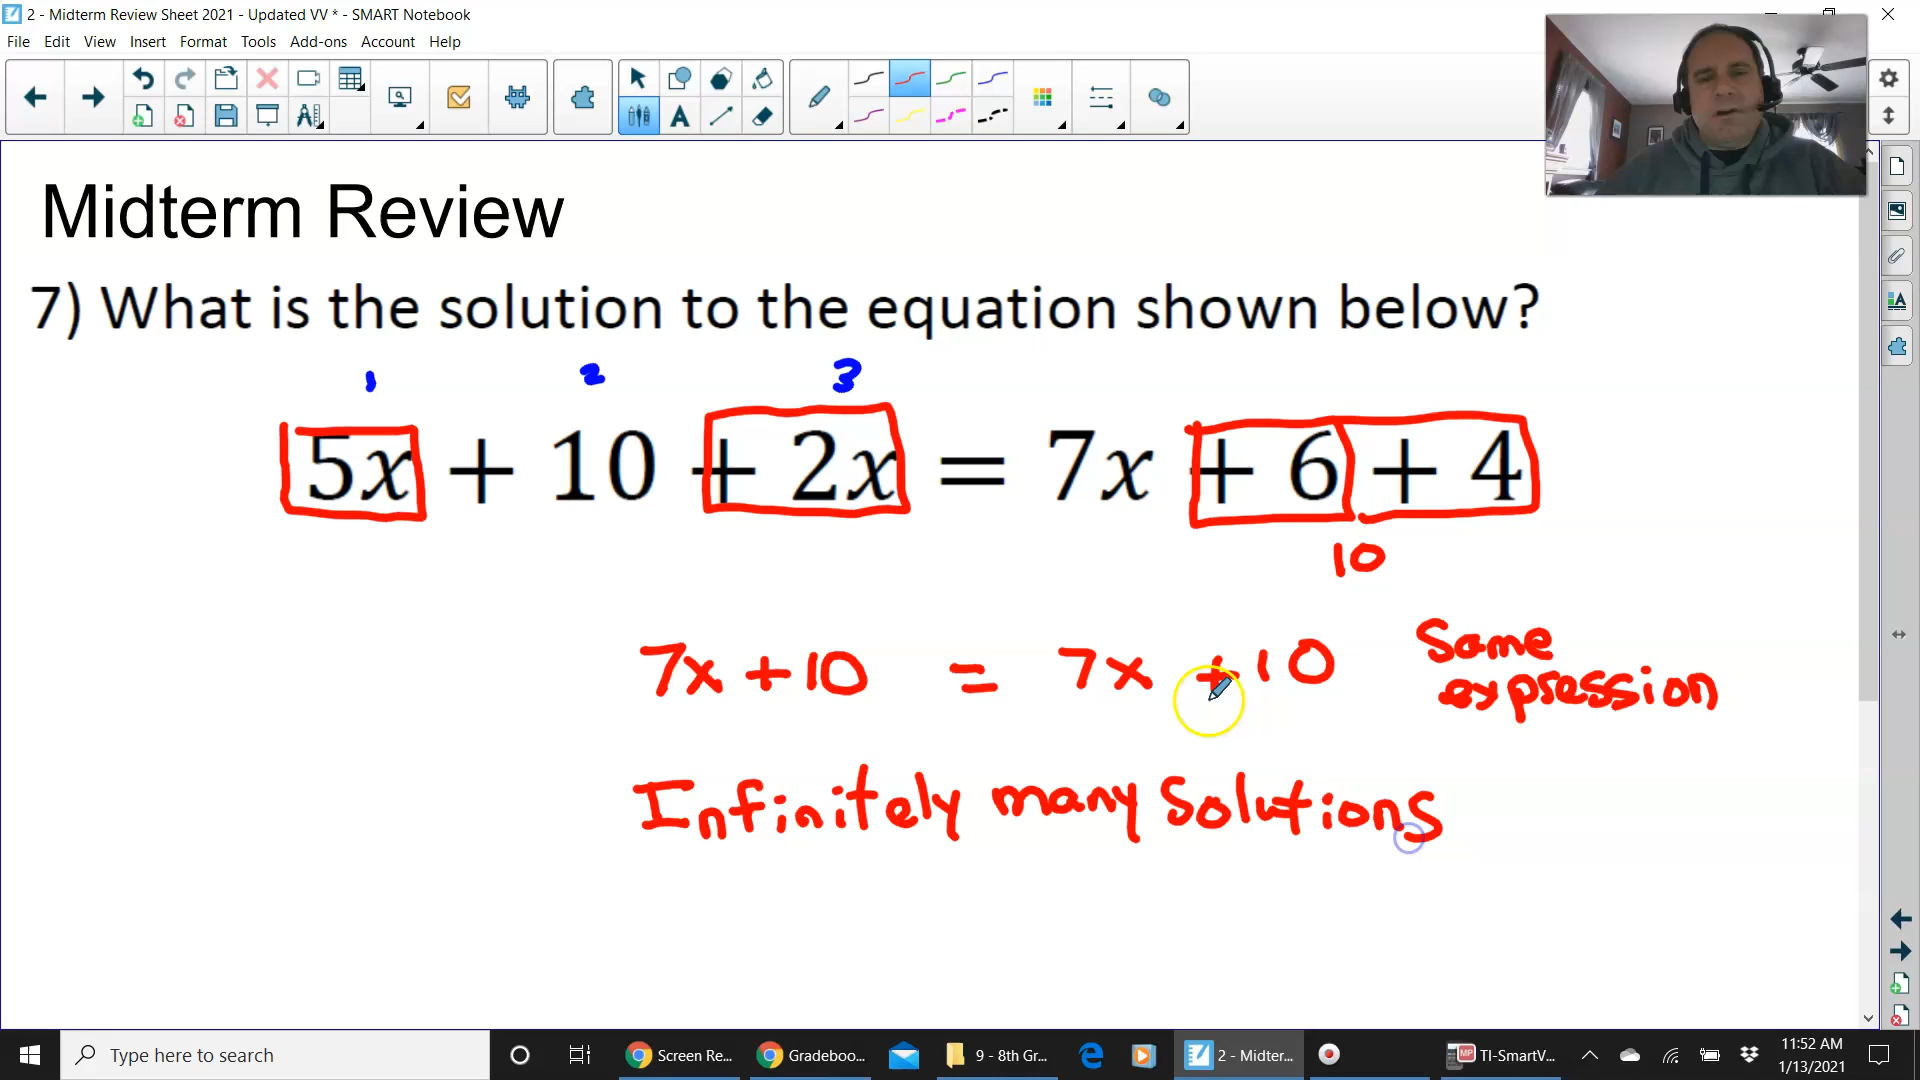 2 - Midterm Review Sheet 2021 - Updated VV * - SMART Notebook
File Edit View Insert Format Tools Add-ons Account Help
Midterm Review
7) What is the solution to the equation shown below?
1 2 3
5x + 10 + 2x = 7x + 6 + 4
10
7x + 10 = 7x + 10
Same
expression
Infinitely many Solutions
Type here to search
Screen Re...
Gradeboo...
9 - 8th Gr...
2 - Midter...
TI-SmartV...
11:52 AM
1/13/2021